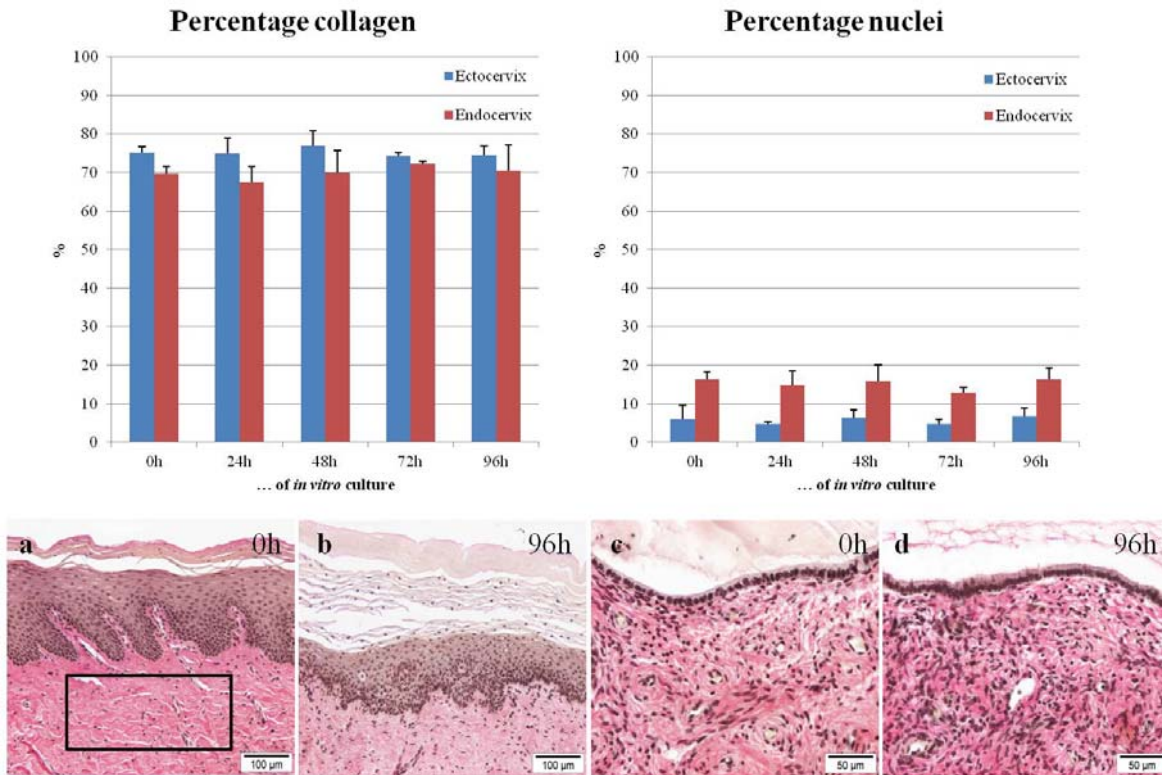 Percentage collagen
100
90
80
70
60
50
40
30
20
10
0
%
Ectocervix
Endocervix
0h
24h
48h
72h
96h
... of in vitro culture
Percentage nuclei
100
90
80
70
60
50
40
30
20
10
0
%
Ectocervix
Endocervix
0h
24h
48h
72h
96h
... of in vitro culture
a 0h
100 µm
b 96h
100 µm
c 0h
50 µm
d 96h
50 µm